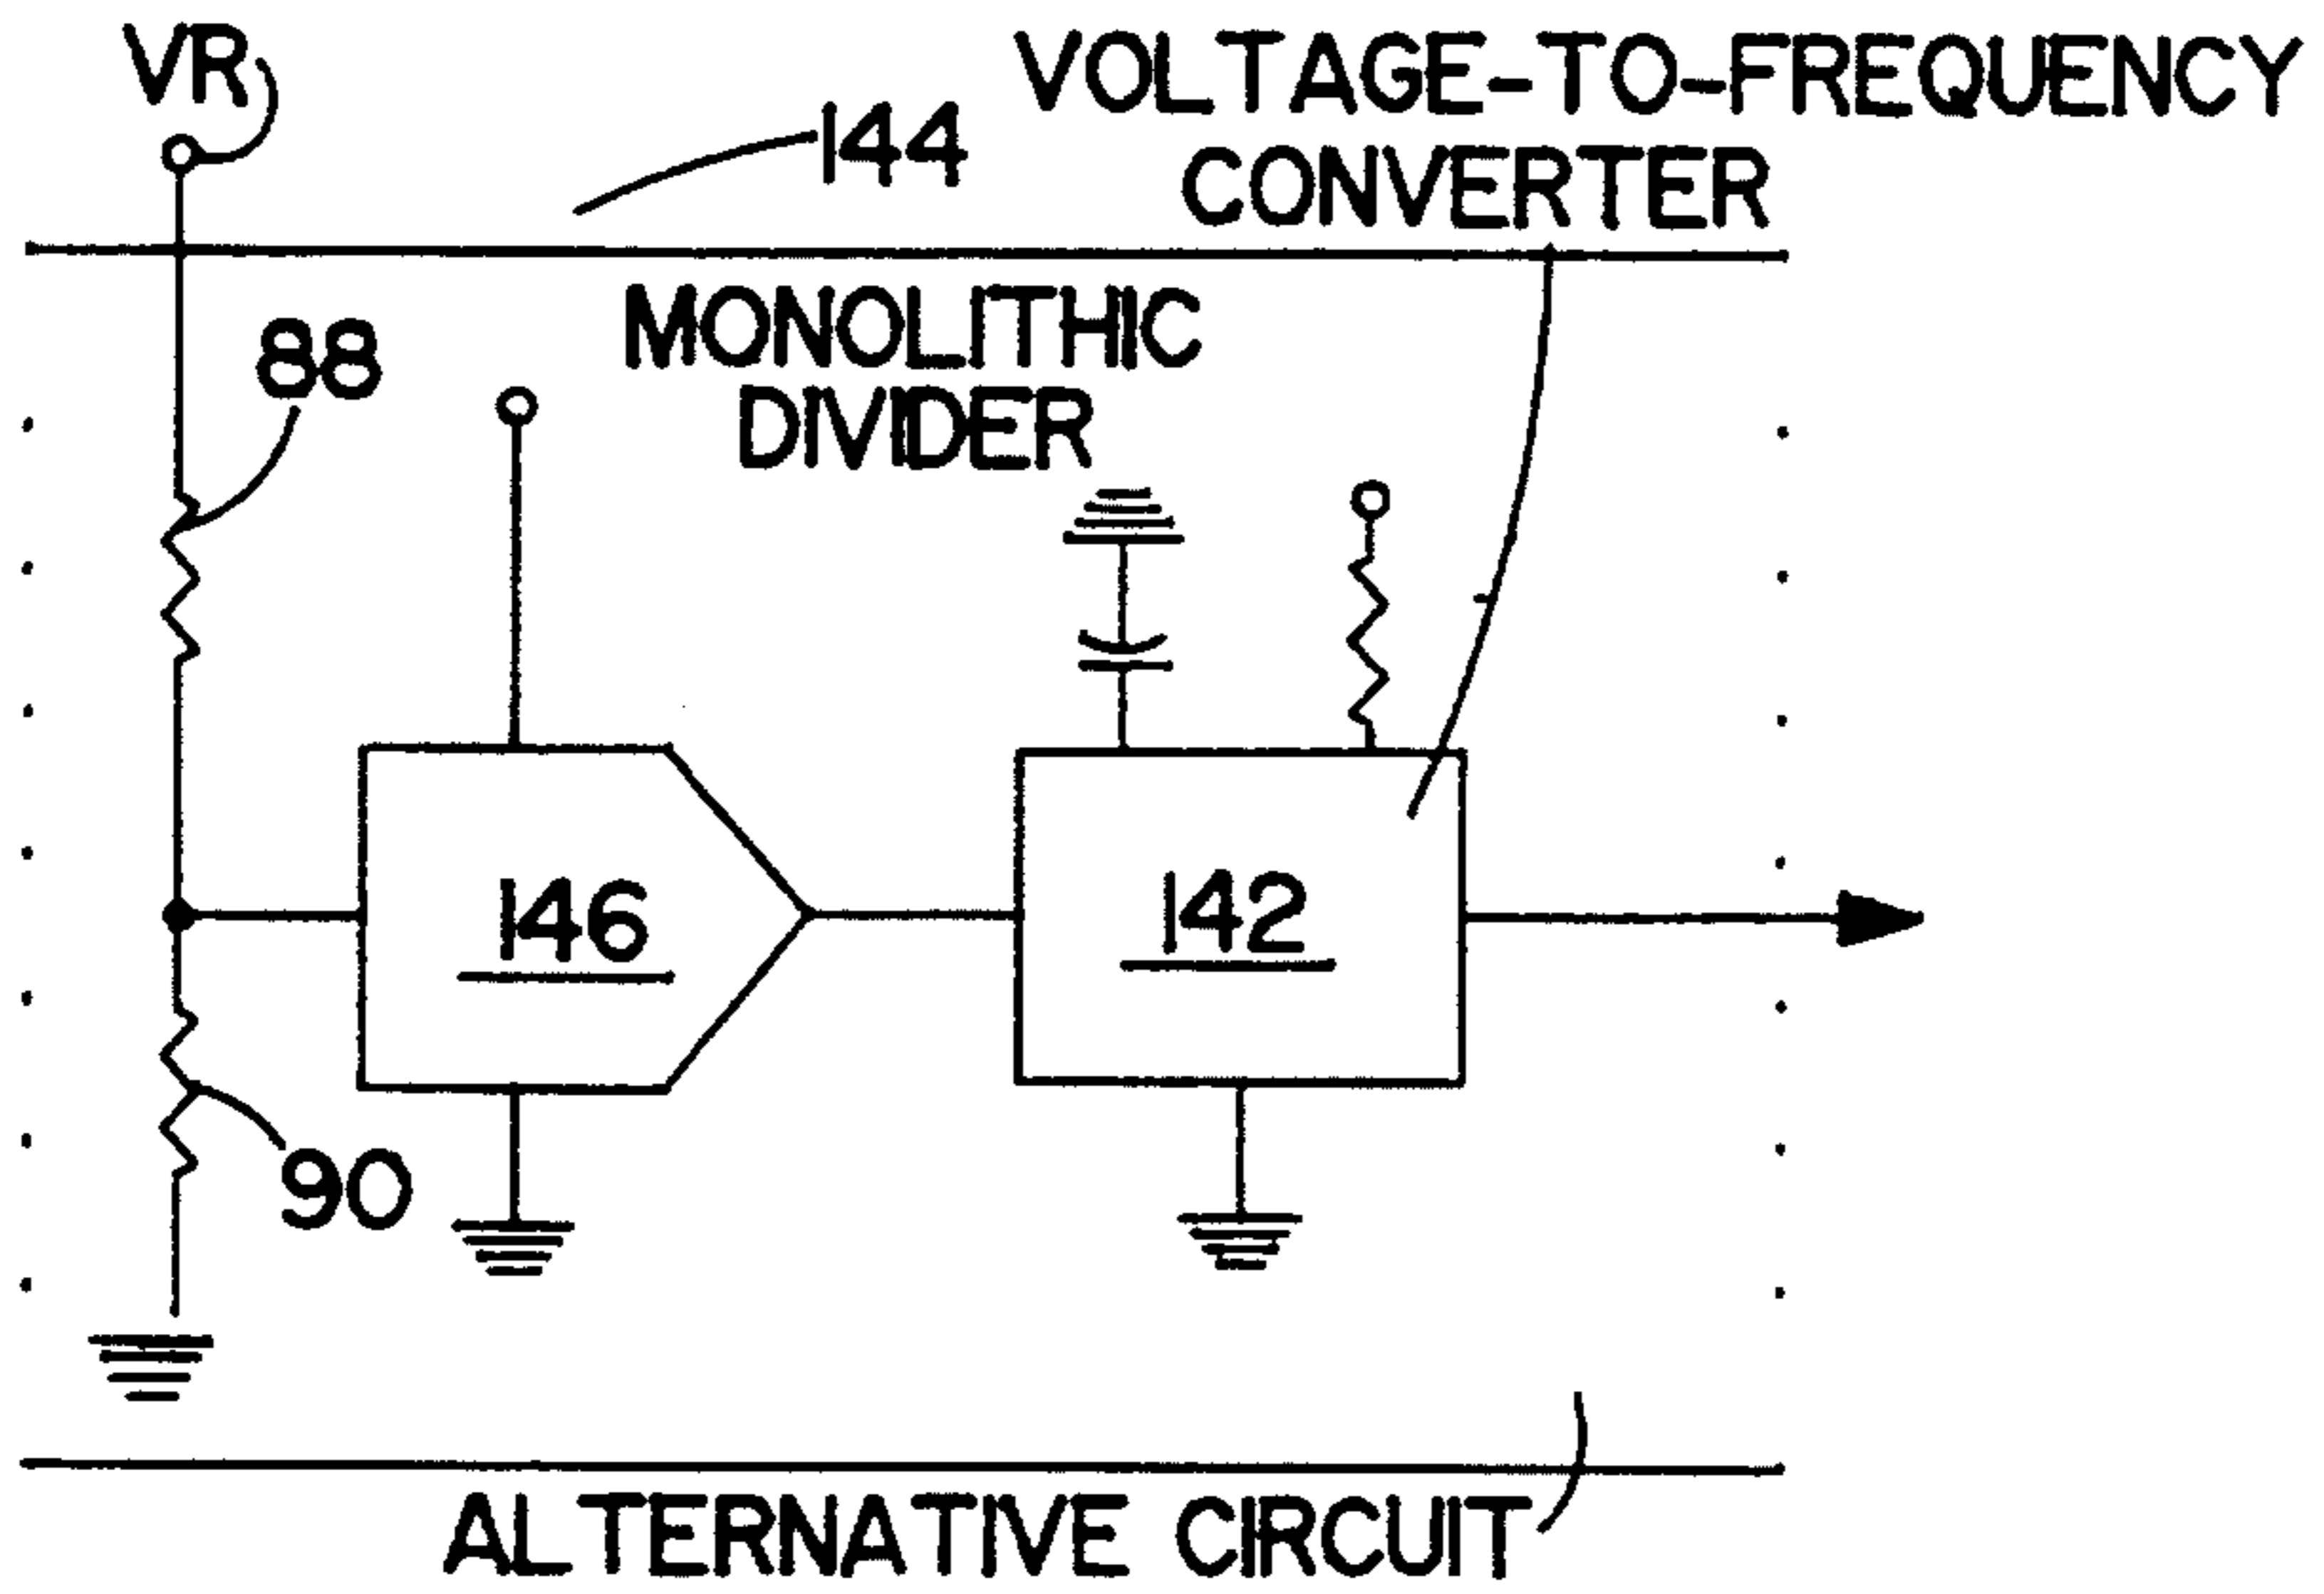 VR
144
VOLTAGE-TO-FREQUENCY
CONVERTER
MONOLITHIC
DIVIDER
88
146
142
90
ALTERNATIVE CIRCUIT